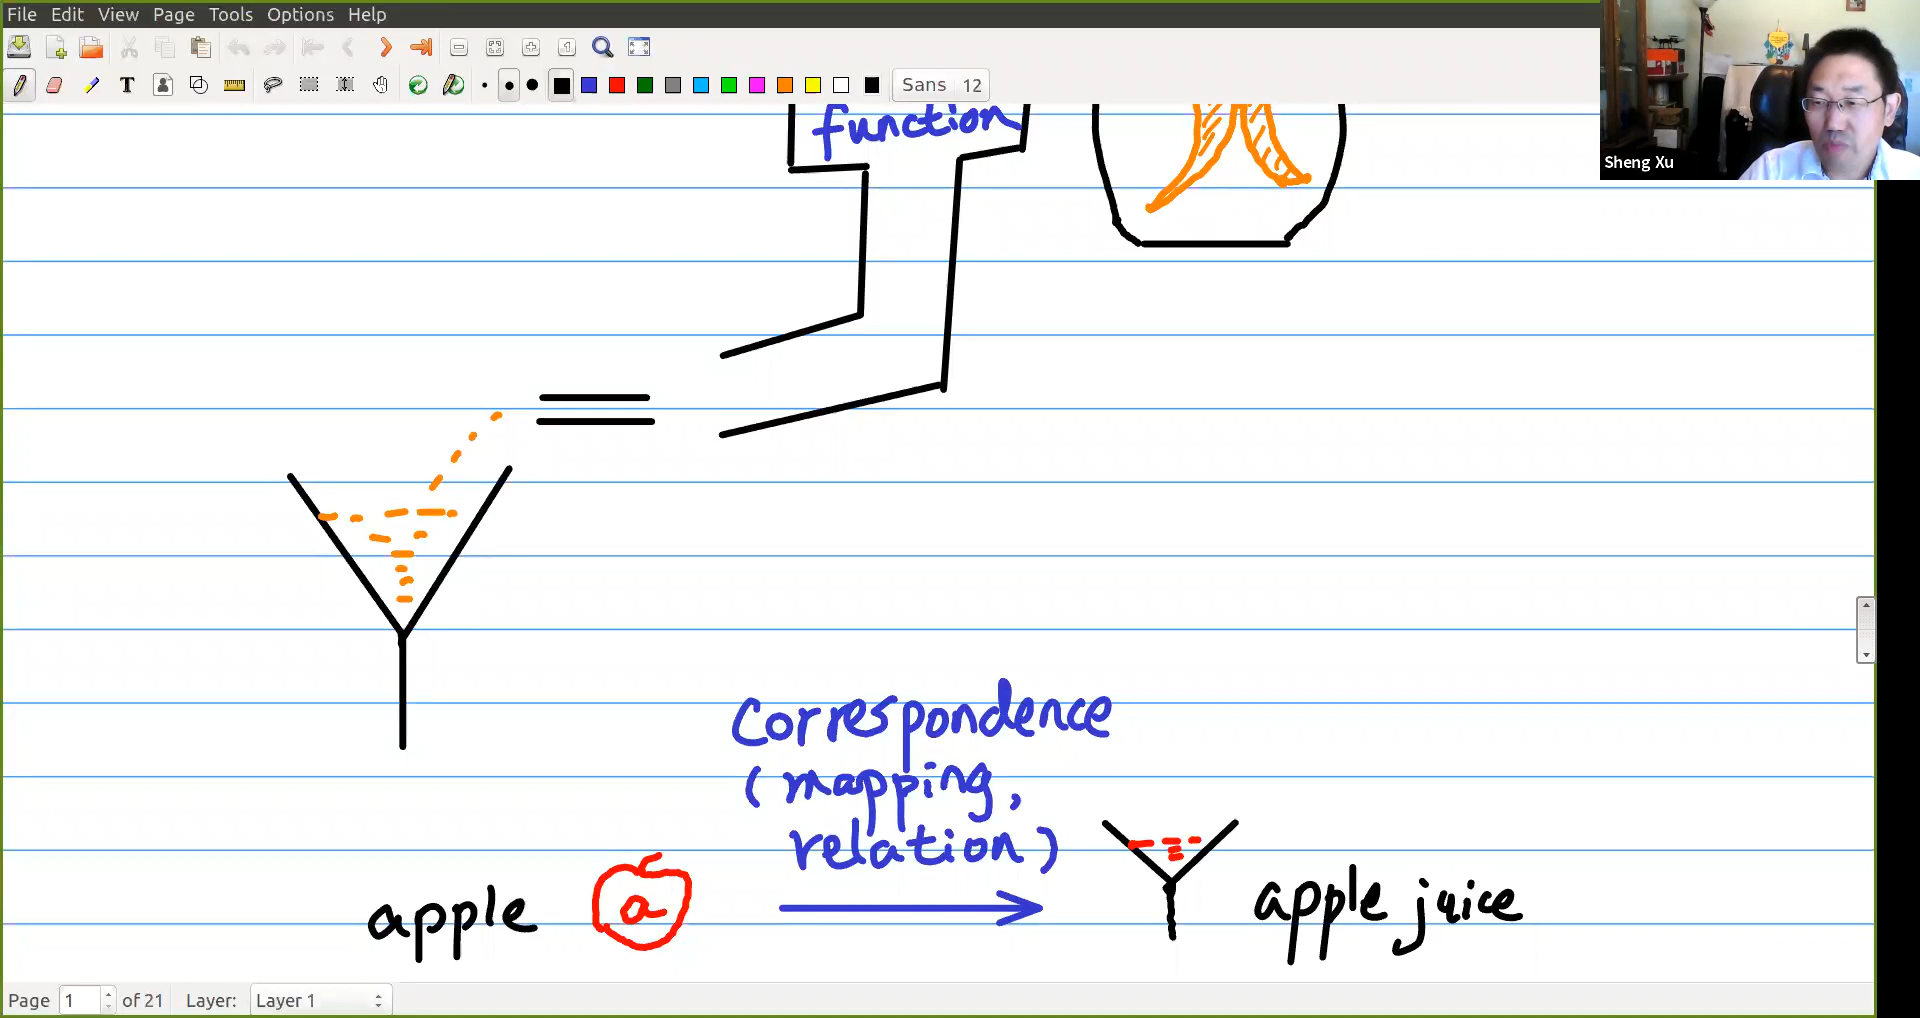 File Edit View Page Tools Options Help
Sans 12
Sheng Xu
function
Correspondence
(mapping,
relation)
apple a apple juice
Page 1 of 21 Layer: Layer 1